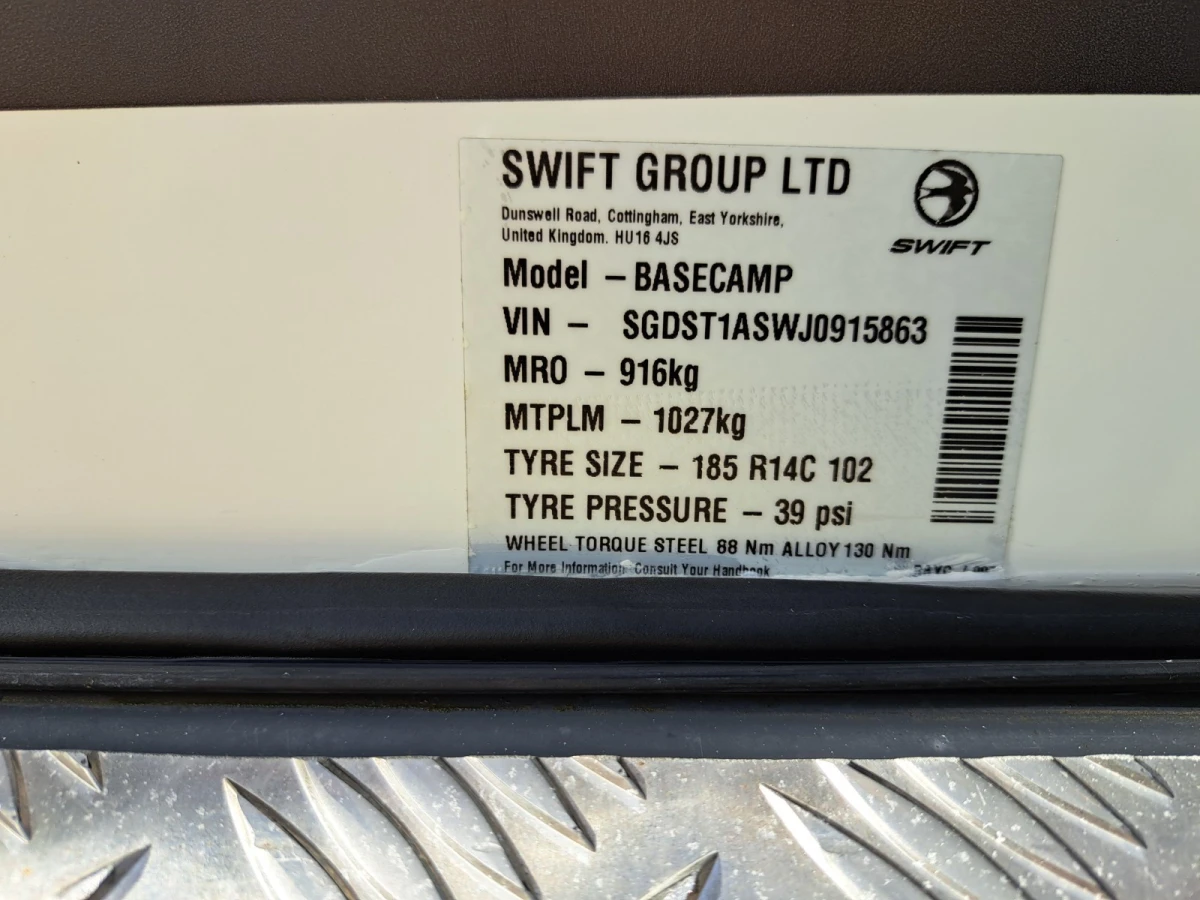 SWIFT GROUP LTD
Dunswell Road, Cottingham, East Yorkshire,
United Kingdom. HU16 4JS
SWIFT
Model – BASECAMP
VIN – SGDST1ASWJ0915863
MRO – 916kg
MTPLM – 1027kg
TYRE SIZE – 185 R14C 102
TYRE PRESSURE – 39 psi
WHEEL TORQUE STEEL 88 Nm ALLOY 130 Nm
For More Information Consult Your Handbook